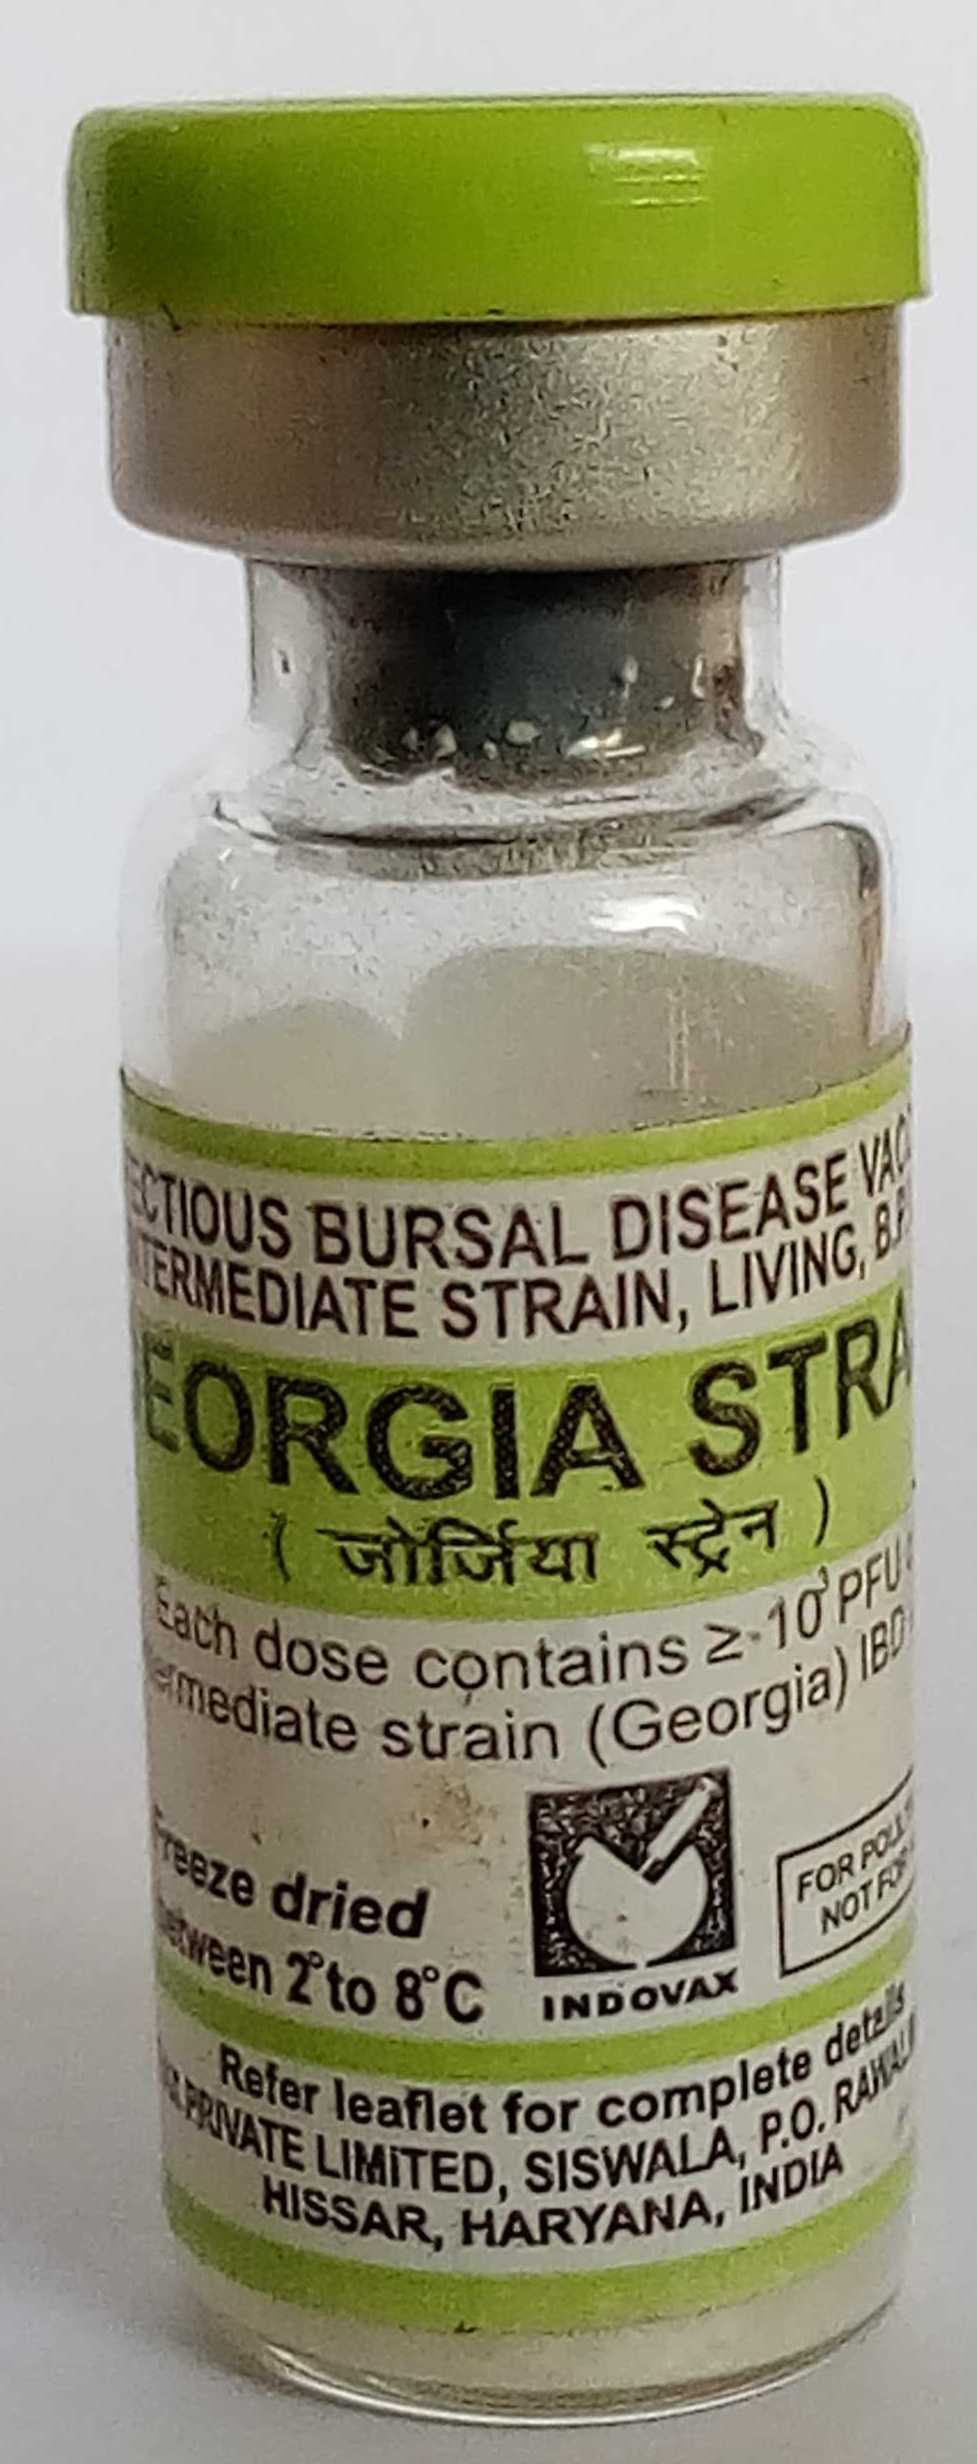 ECTIOUS BURSAL DISEASE VAC
TERMEDIATE STRAIN, LIVING, B.P
EORGIA STRA
( जोर्जिया स्ट्रेन )
Each dose contains ≥ 10³ PFU
ermediate strain (Georgia) IBD
Freeze dried
etween 2°to 8°C
INDOVAX
FOR POULT
NOT FOR
Refer leaflet for complete details
PRIVATE LIMITED, SISWALA, P.O. RAWAL
HISSAR, HARYANA, INDIA